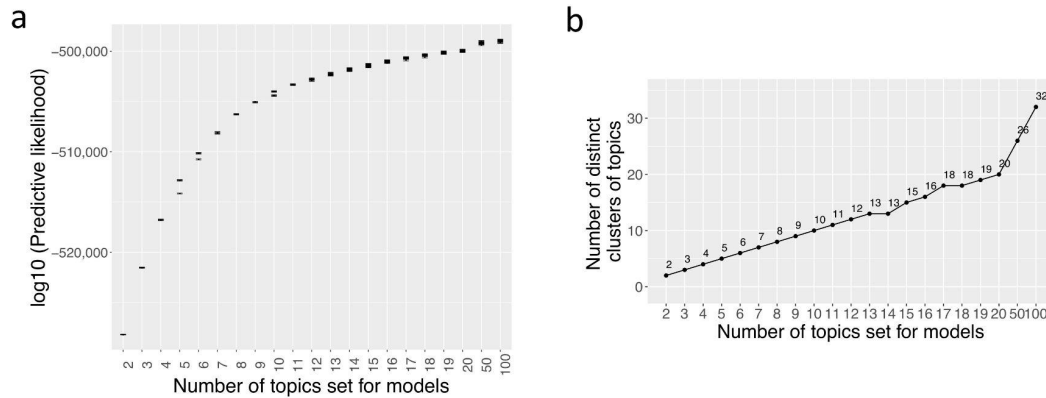 a
log10 (Predictive likelihood)
−500,000
−510,000
−520,000
2 3 4 5 6 7 8 9 10 11 12 13 14 15 16 17 18 19 20 50 100
Number of topics set for models
b
Number of distinct
clusters of topics
30
20
10
0
2 3 4 5 6 7 8 9 10 11 12 13 13 15 16 18 18 19 20 26 32
2 3 4 5 6 7 8 9 10 11 12 13 14 15 16 17 18 19 20 50 100
Number of topics set for models